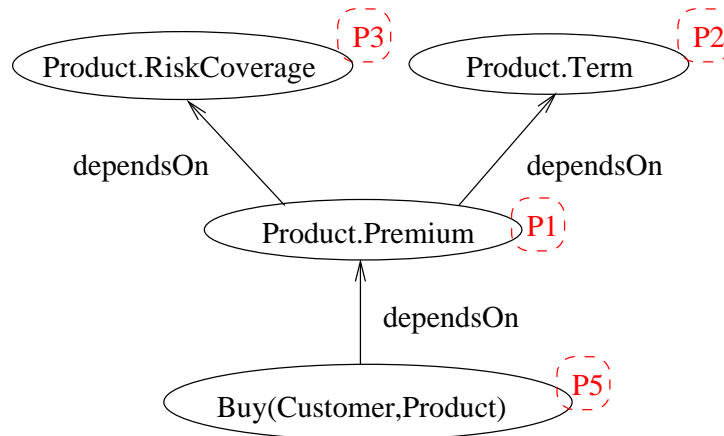 P3
P2
Product.RiskCoverage
Product.Term
dependsOn
dependsOn
Product.Premium
P1
dependsOn
P5
Buy(Customer,Product)